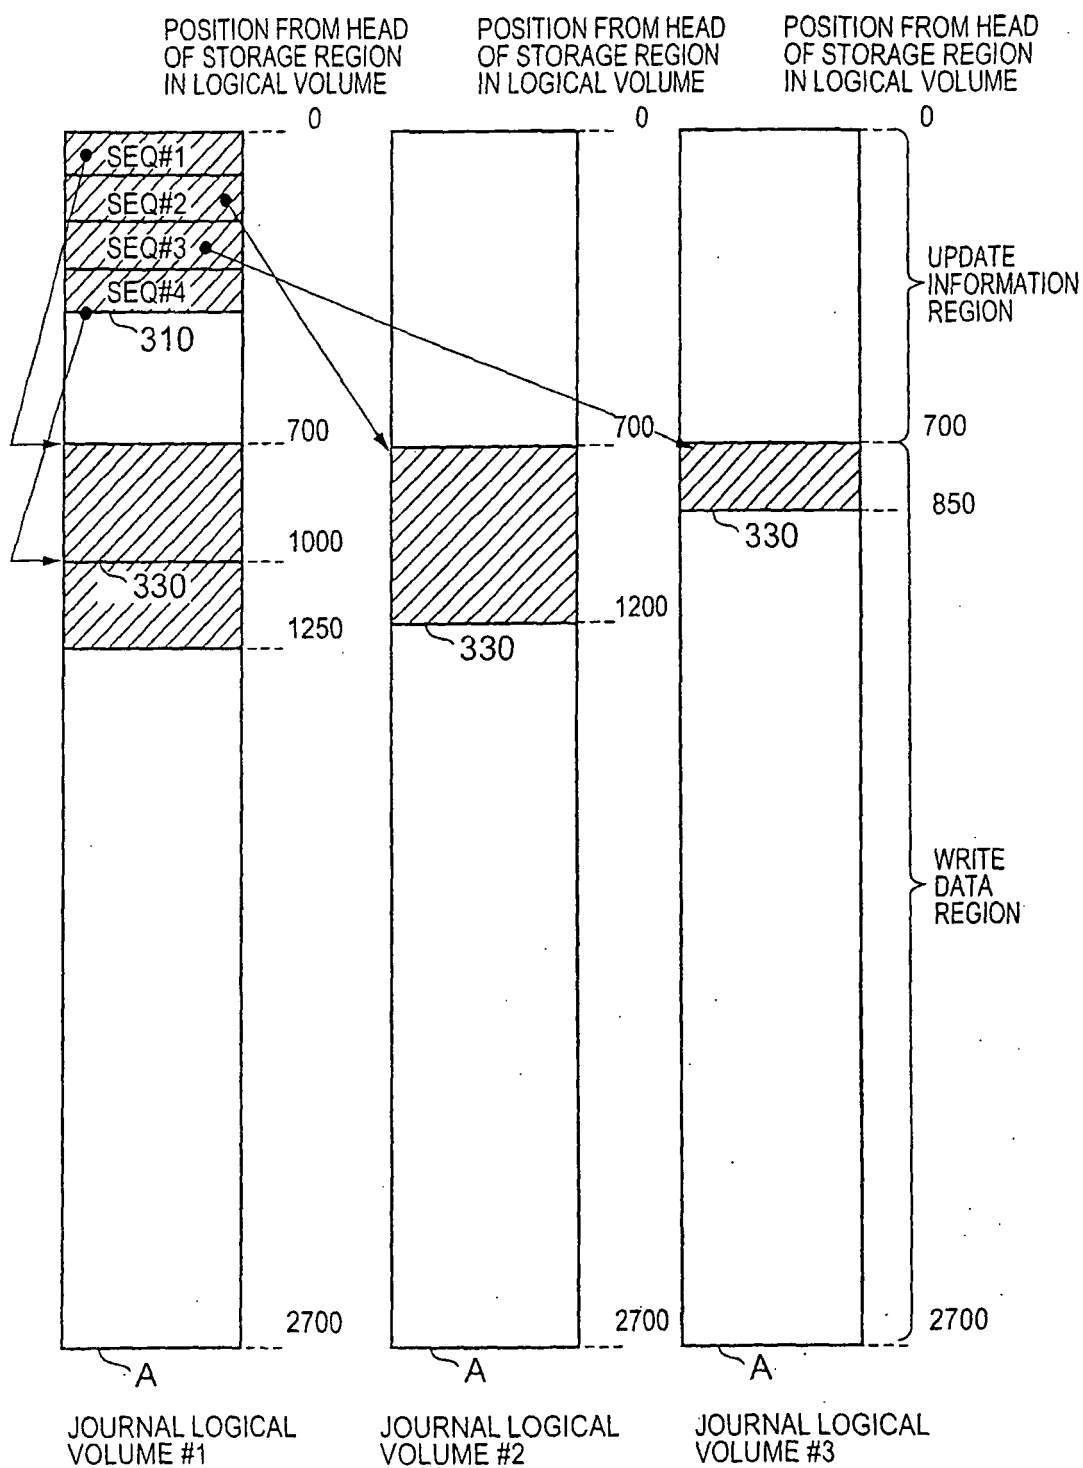 POSITION FROM HEAD
OF STORAGE REGION
IN LOGICAL VOLUME
POSITION FROM HEAD
OF STORAGE REGION
IN LOGICAL VOLUME
POSITION FROM HEAD
OF STORAGE REGION
IN LOGICAL VOLUME
0
0
0
SEQ#1
SEQ#2
SEQ#3
SEQ#4
310
UPDATE
INFORMATION
REGION
700
700
700
850
330
1000
330
1200
330
1250
WRITE
DATA
REGION
2700
2700
2700
A
A
A
JOURNAL LOGICAL
VOLUME #1
JOURNAL LOGICAL
VOLUME #2
JOURNAL LOGICAL
VOLUME #3